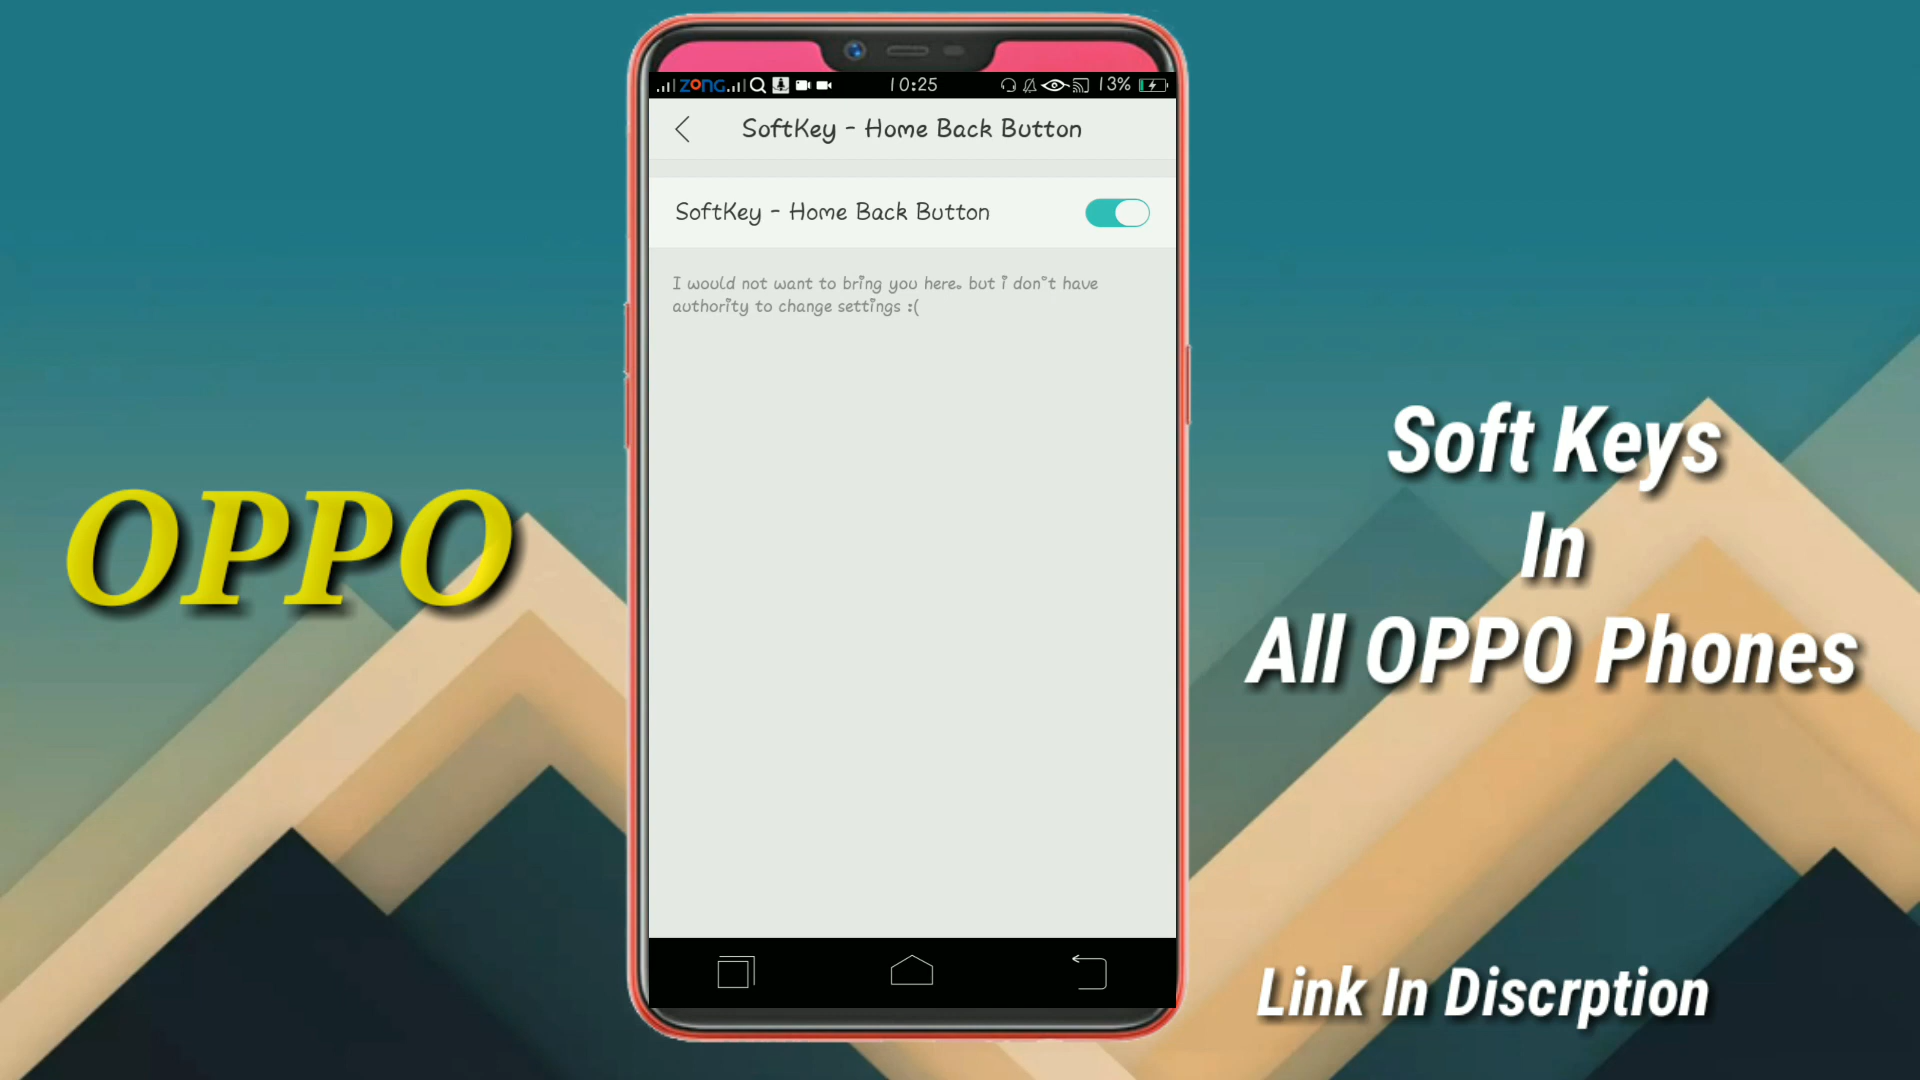 ZONG 10:25 13%
SoftKey - Home Back Button
SoftKey - Home Back Button
I would not want to bring you here. but i don't have
authority to change settings :(
OPPO
Soft Keys
In
All OPPO Phones
Link In Discrption